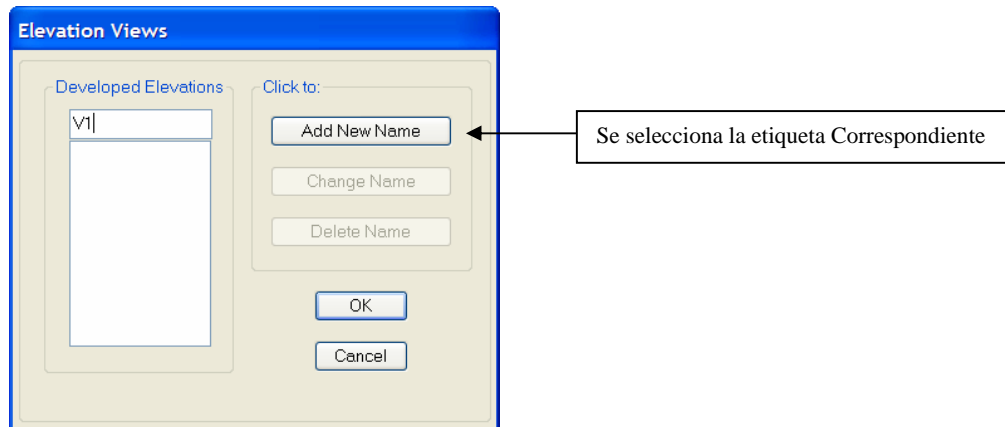 Elevation Views
Developed Elevations
V1
Click to:
Add New Name
Change Name
Delete Name
OK
Cancel
Se selecciona la etiqueta Correspondiente